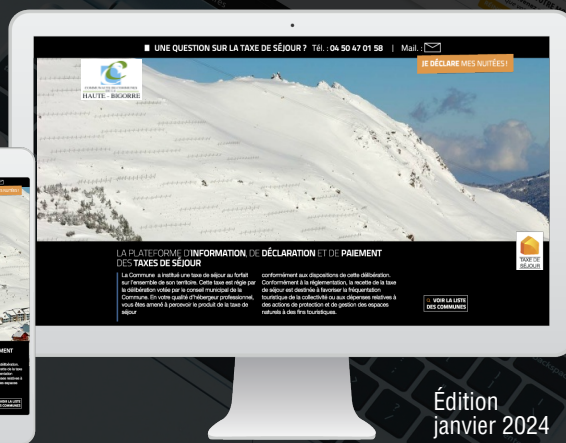 UNE QUESTION SUR LA TAXE DE SÉJOUR ? Tél. : 04 50 47 01 58 | Mail. :
JE DÉCLARE MES NUITÉES !
HAUTE - BIGORRE
LA PLATEFORME D'INFORMATION, DE DÉCLARATION ET DE PAIEMENT
DES TAXES DE SÉJOUR
La Commune a institué une taxe de séjour au forfait
sur l'ensemble de son territoire. Cette taxe est régie par
la délibération votée par le conseil municipal de la
Commune. En votre qualité d'hébergeur professionnel,
vous êtes amené à percevoir le produit de la taxe de
séjour
conformément aux dispositions de cette délibération.
Conformément à la réglementation, la recette de la taxe
de séjour est destinée à favoriser la fréquentation
touristique de la collectivité ou aux dépenses relatives à
des actions de protection et de gestion des espaces
naturels à des fins touristiques.
TAXE DE
SÉJOUR
VOIR LA LISTE
DES COMMUNES
Édition
janvier 2024